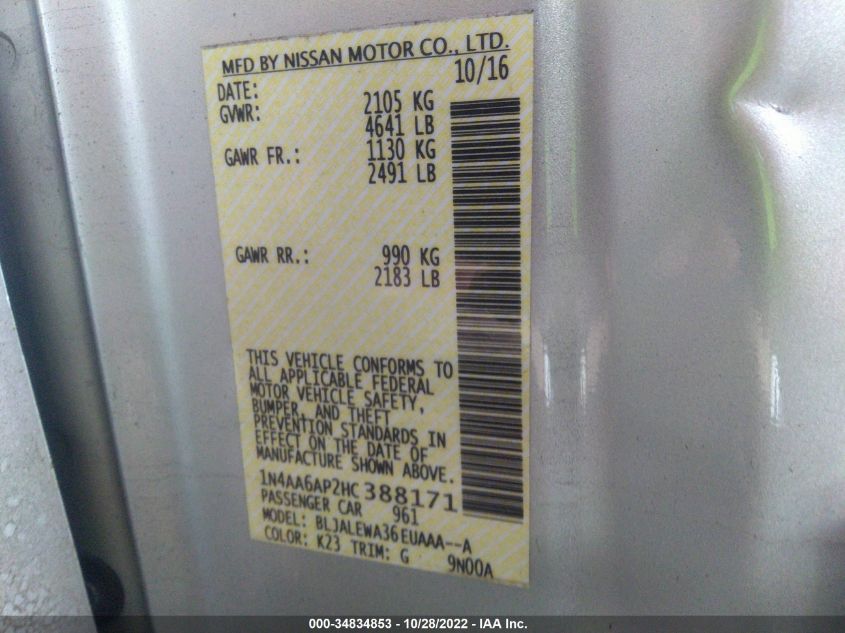 MFD BY NISSAN MOTOR CO., LTD.
DATE: 10/16
GVWR: 2105 KG
4641 LB
GAWR FR.: 1130 KG
2491 LB
GAWR RR.: 990 KG
2183 LB
THIS VEHICLE CONFORMS TO
ALL APPLICABLE FEDERAL
MOTOR VEHICLE SAFETY,
BUMPER, AND THEFT
PREVENTION STANDARDS IN
EFFECT ON THE DATE OF
MANUFACTURE SHOWN ABOVE.
1N4AA6AP2HC388171
PASSENGER CAR 961
MODEL: BLJALEWA36EUAAA--A
COLOR: K23 TRIM: G 9N00A
000-34834853 - 10/28/2022 - IAA Inc.